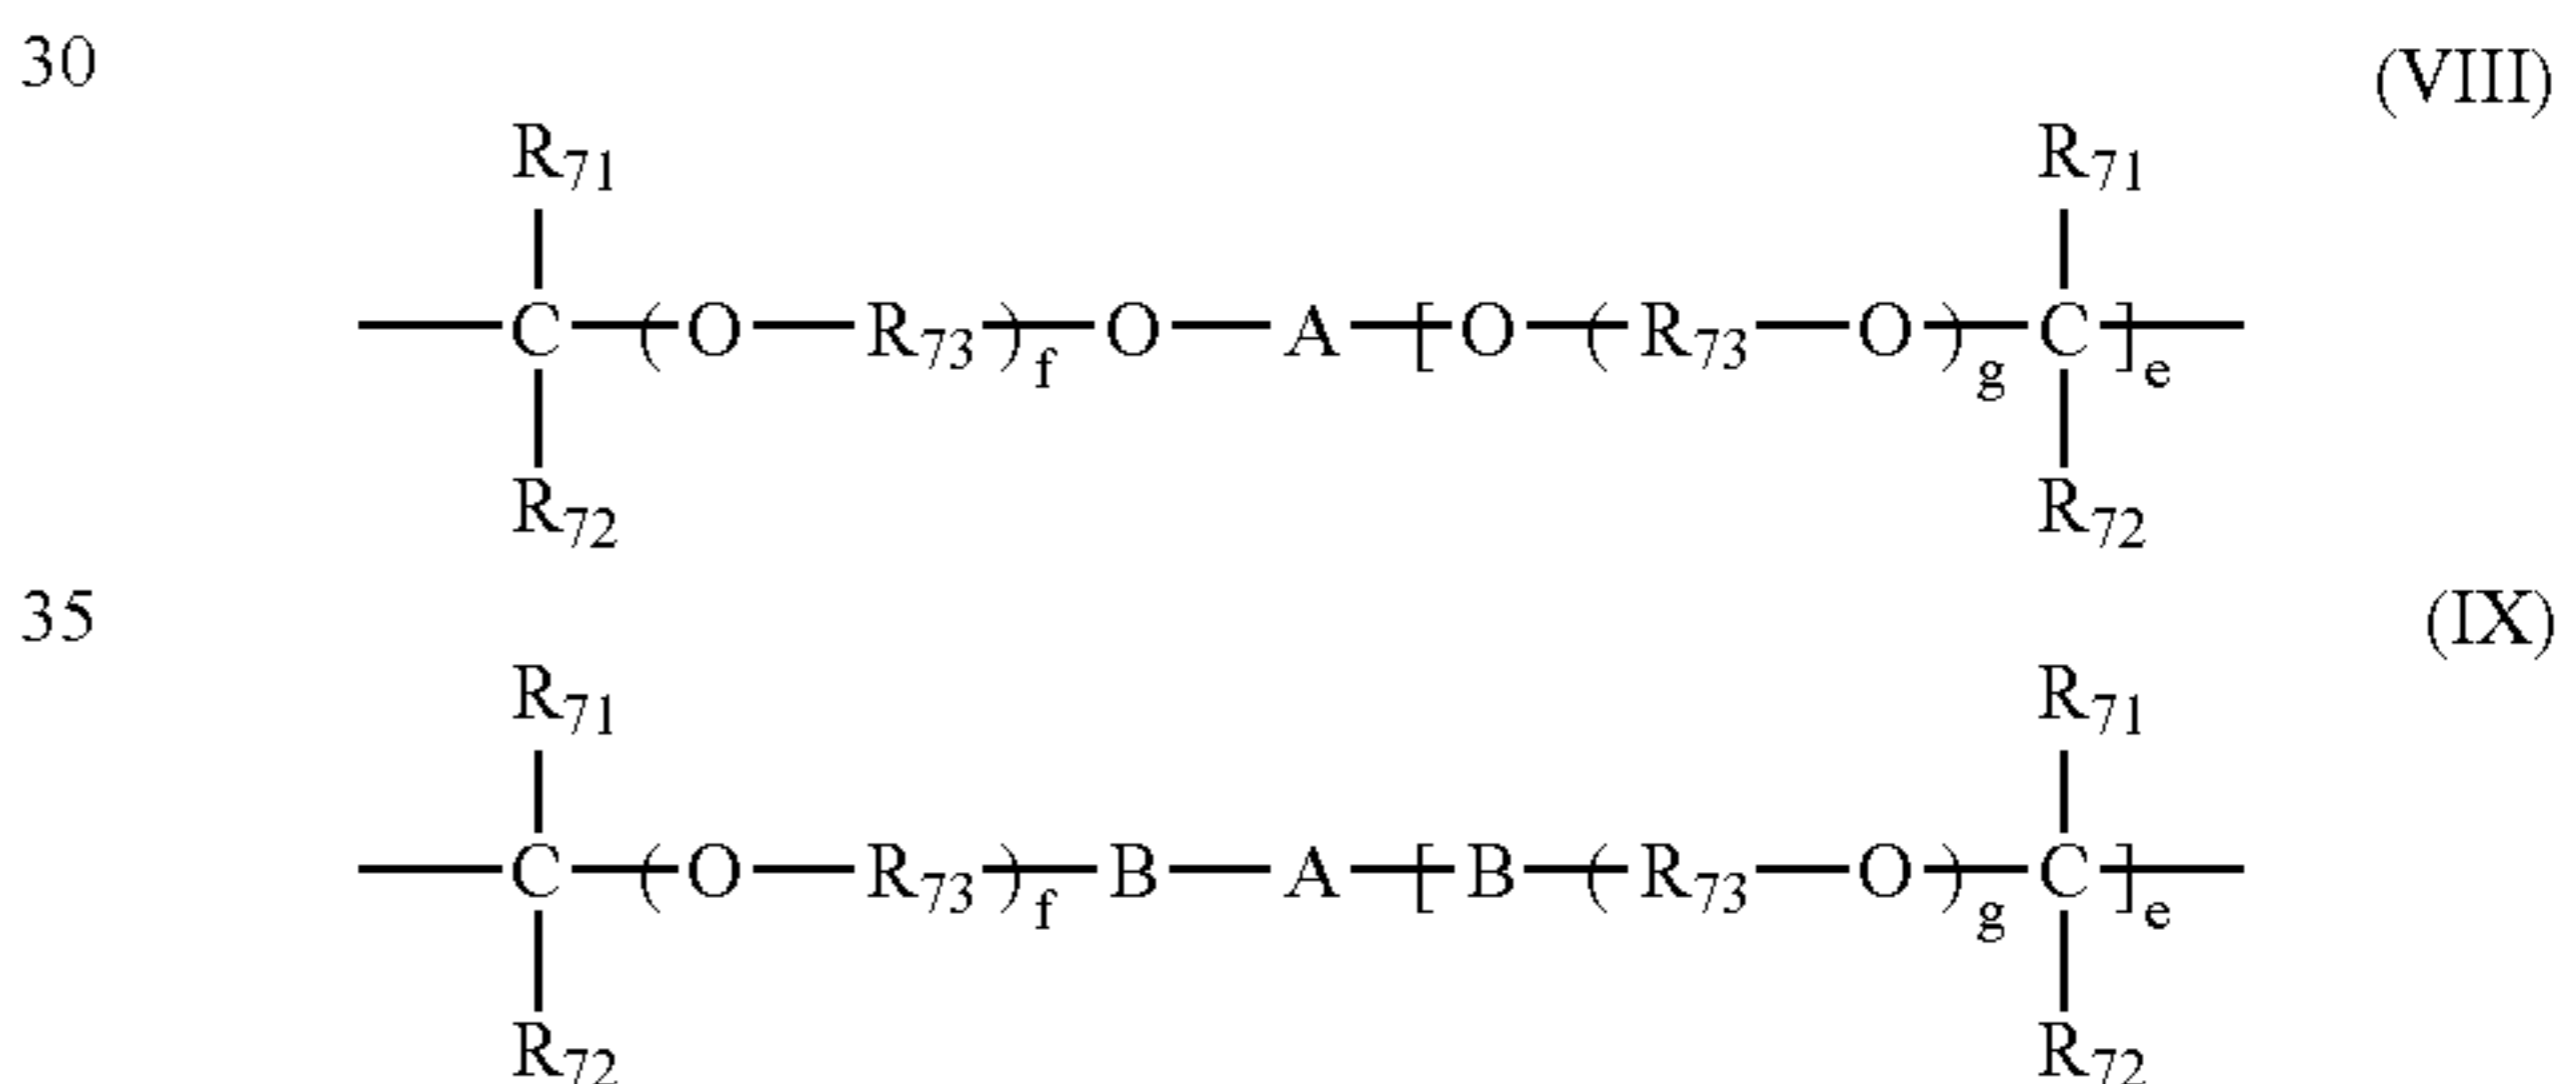 30 (VIII)
R71 R71
C ( O R73 )f O A [ O ( R73 O )g C ]e
R72 R72
35 (IX)
R71 R71
C ( O R73 )f B A [ B ( R73 O )g C ]e
R72 R72